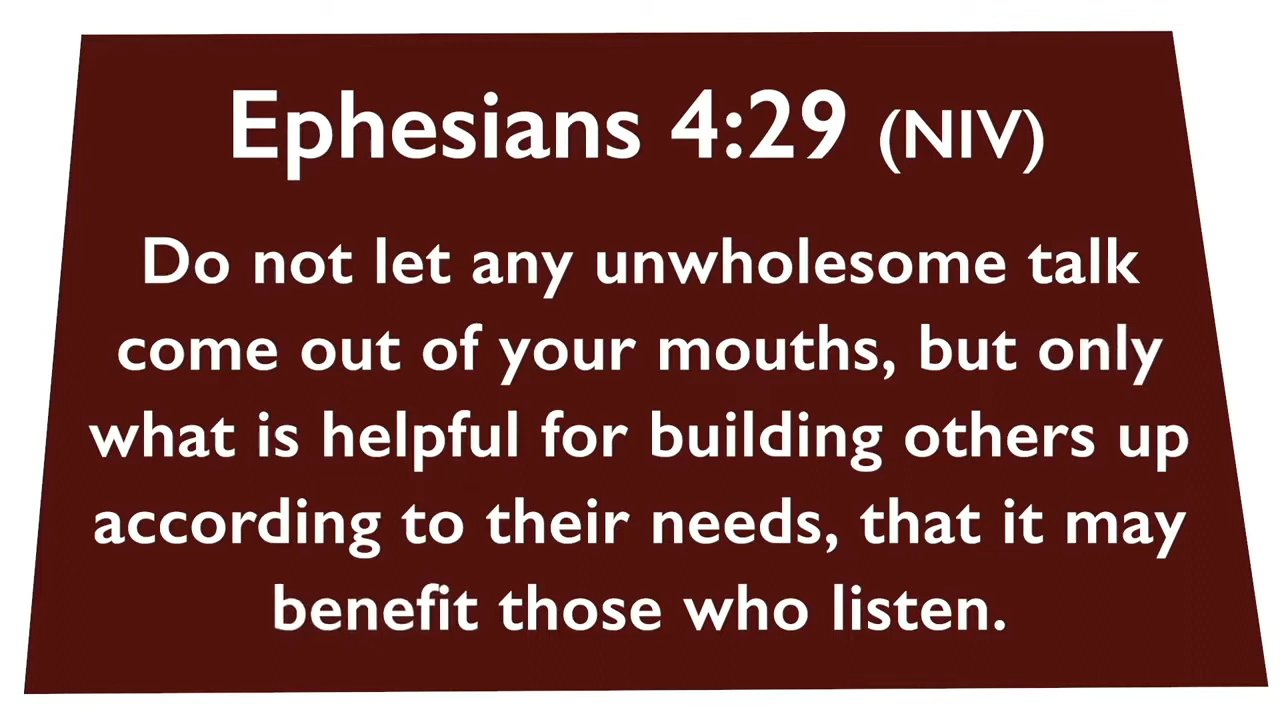 Ephesians 4:29 (NIV)
Do not let any unwholesome talk
come out of your mouths, but only
what is helpful for building others up
according to their needs, that it may
benefit those who listen.